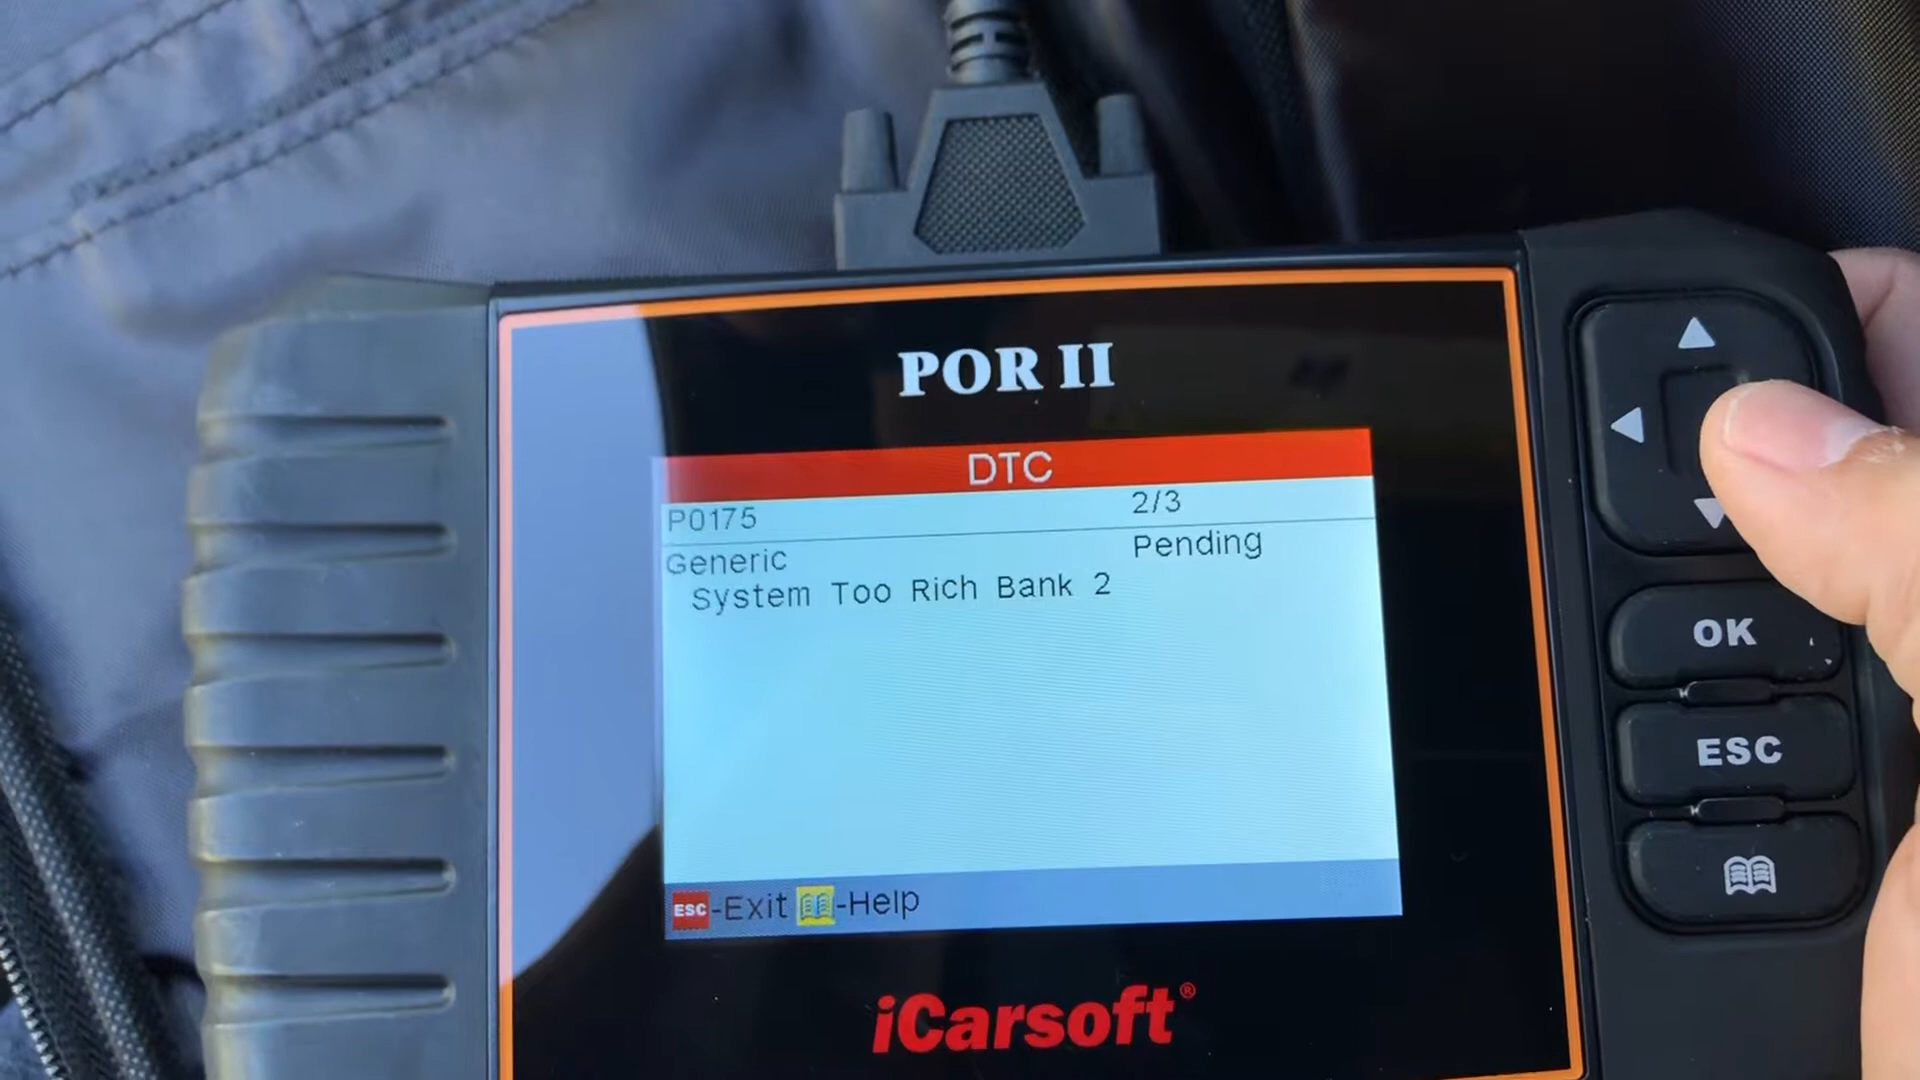 POR II
DTC
P0175 2/3
Generic Pending
System Too Rich Bank 2
ESC -Exit -Help
iCarsoft®
OK
ESC